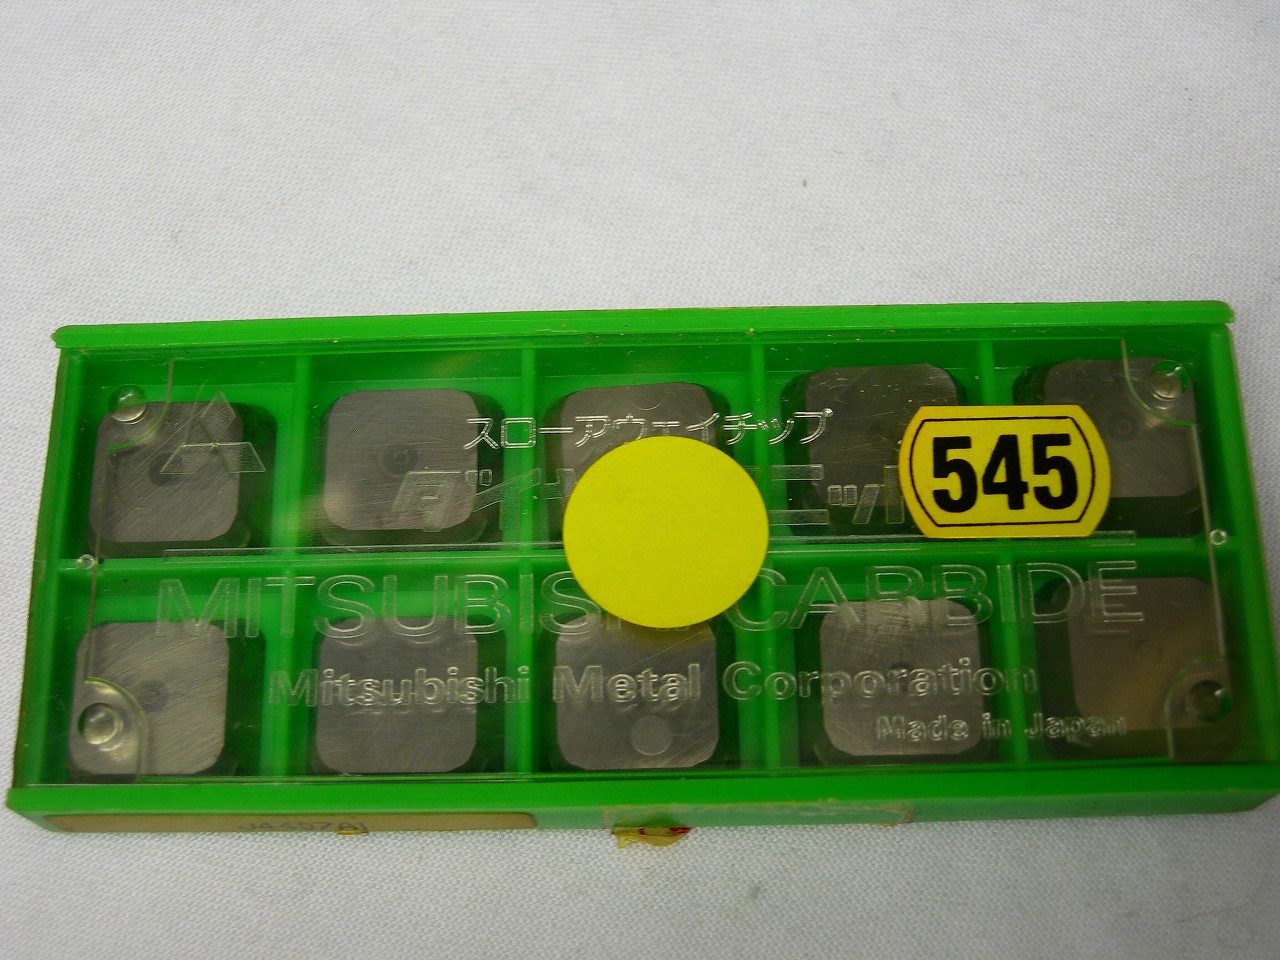 スローアウェイチップ
545
MITSUBISHI CARBIDE
Mitsubishi Metal Corporation
Made in Japan